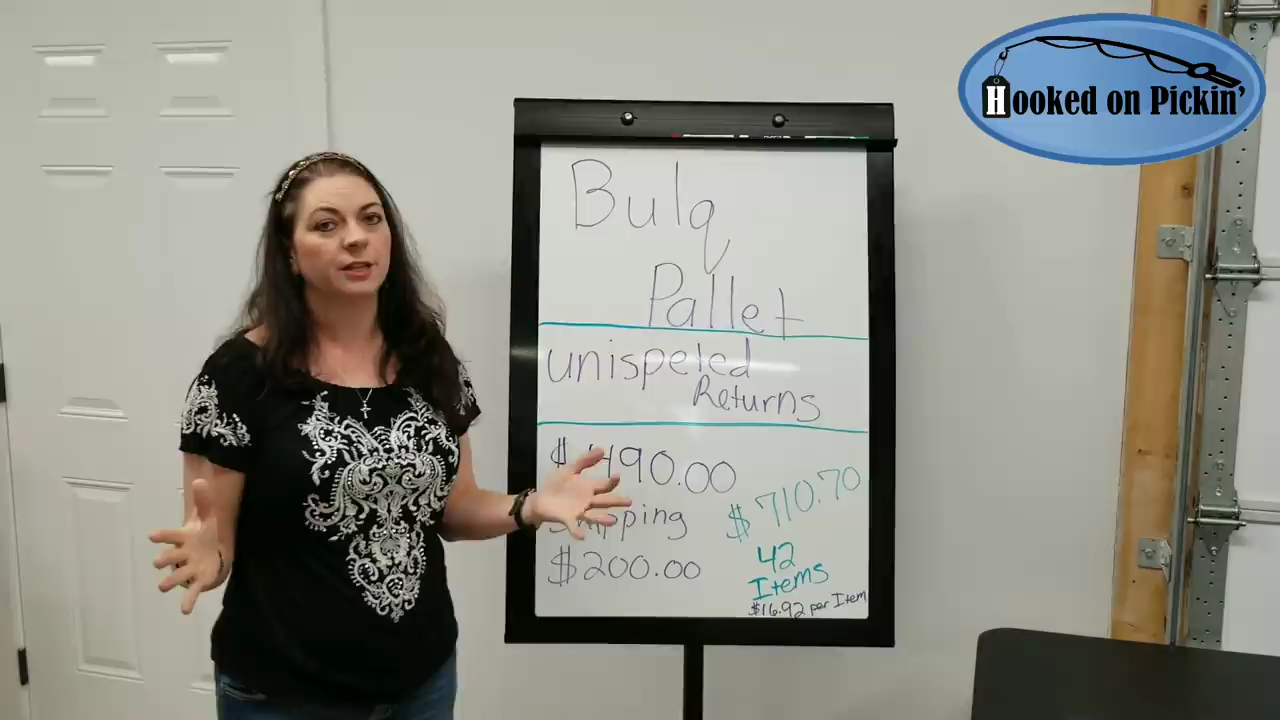 Hooked on Pickin'
Bulq
Pallet
unispeted
Returns
$490.00
Shipping
$710.70
$200.00
42
Items
$16.92 per Item